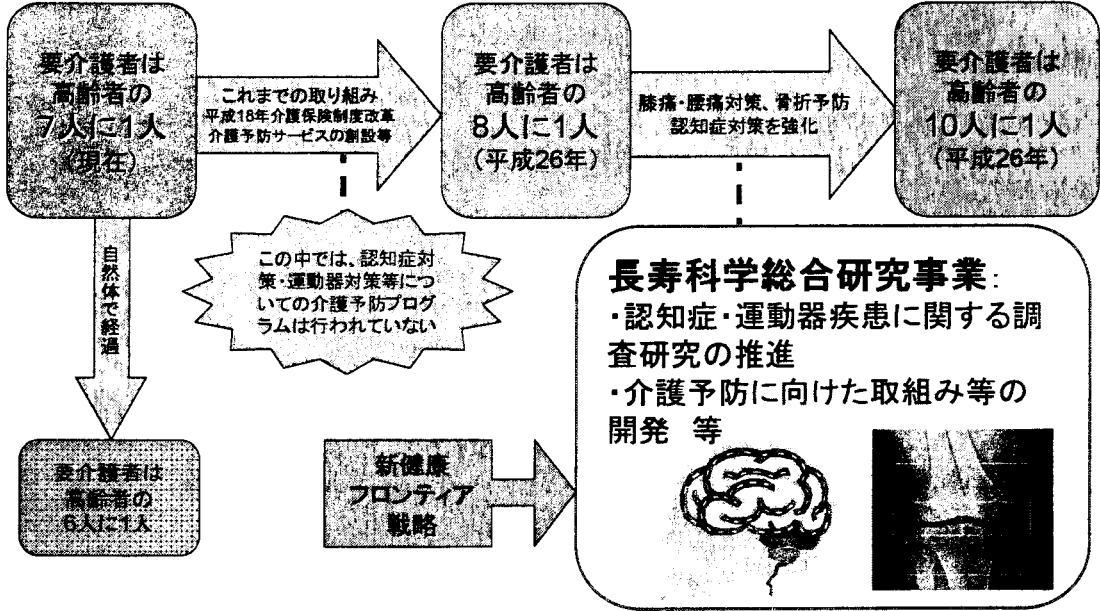 要介護者は
高齢者の
7人に1人
(現在)
これまでの取り組み
平成18年介護保険制度改革
介護予防サービスの創設等
要介護者は
高齢者の
8人に1人
(平成26年)
膝痛・腰痛対策、骨折予防
認知症対策を強化
要介護者は
高齢者の
10人に1人
(平成26年)
自然体で経過
この中では、認知症対
策・運動器対策等につ
いての介護予防プログ
ラムは行われていない
長寿科学総合研究事業:
・認知症・運動器疾患に関する調
査研究の推進
・介護予防に向けた取組み等の
開発 等
要介護者は
高齢者の
6人に1人
新健康
フロンティア
戦略